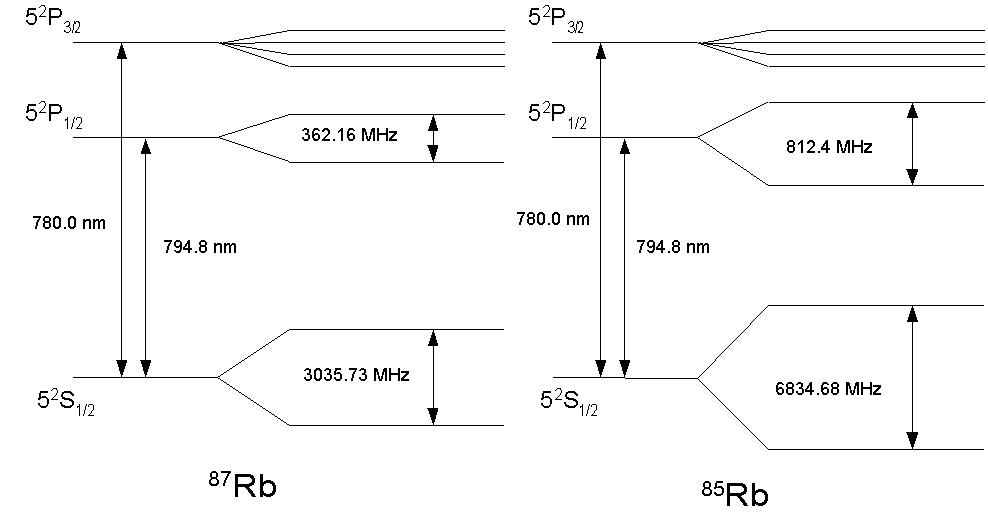 5²P₃/₂
5²P₁/₂
362.16 MHz
780.0 nm
794.8 nm
3035.73 MHz
5²S₁/₂
⁸⁷Rb
5²P₃/₂
5²P₁/₂
812.4 MHz
780.0 nm
794.8 nm
6834.68 MHz
5²S₁/₂
⁸⁵Rb